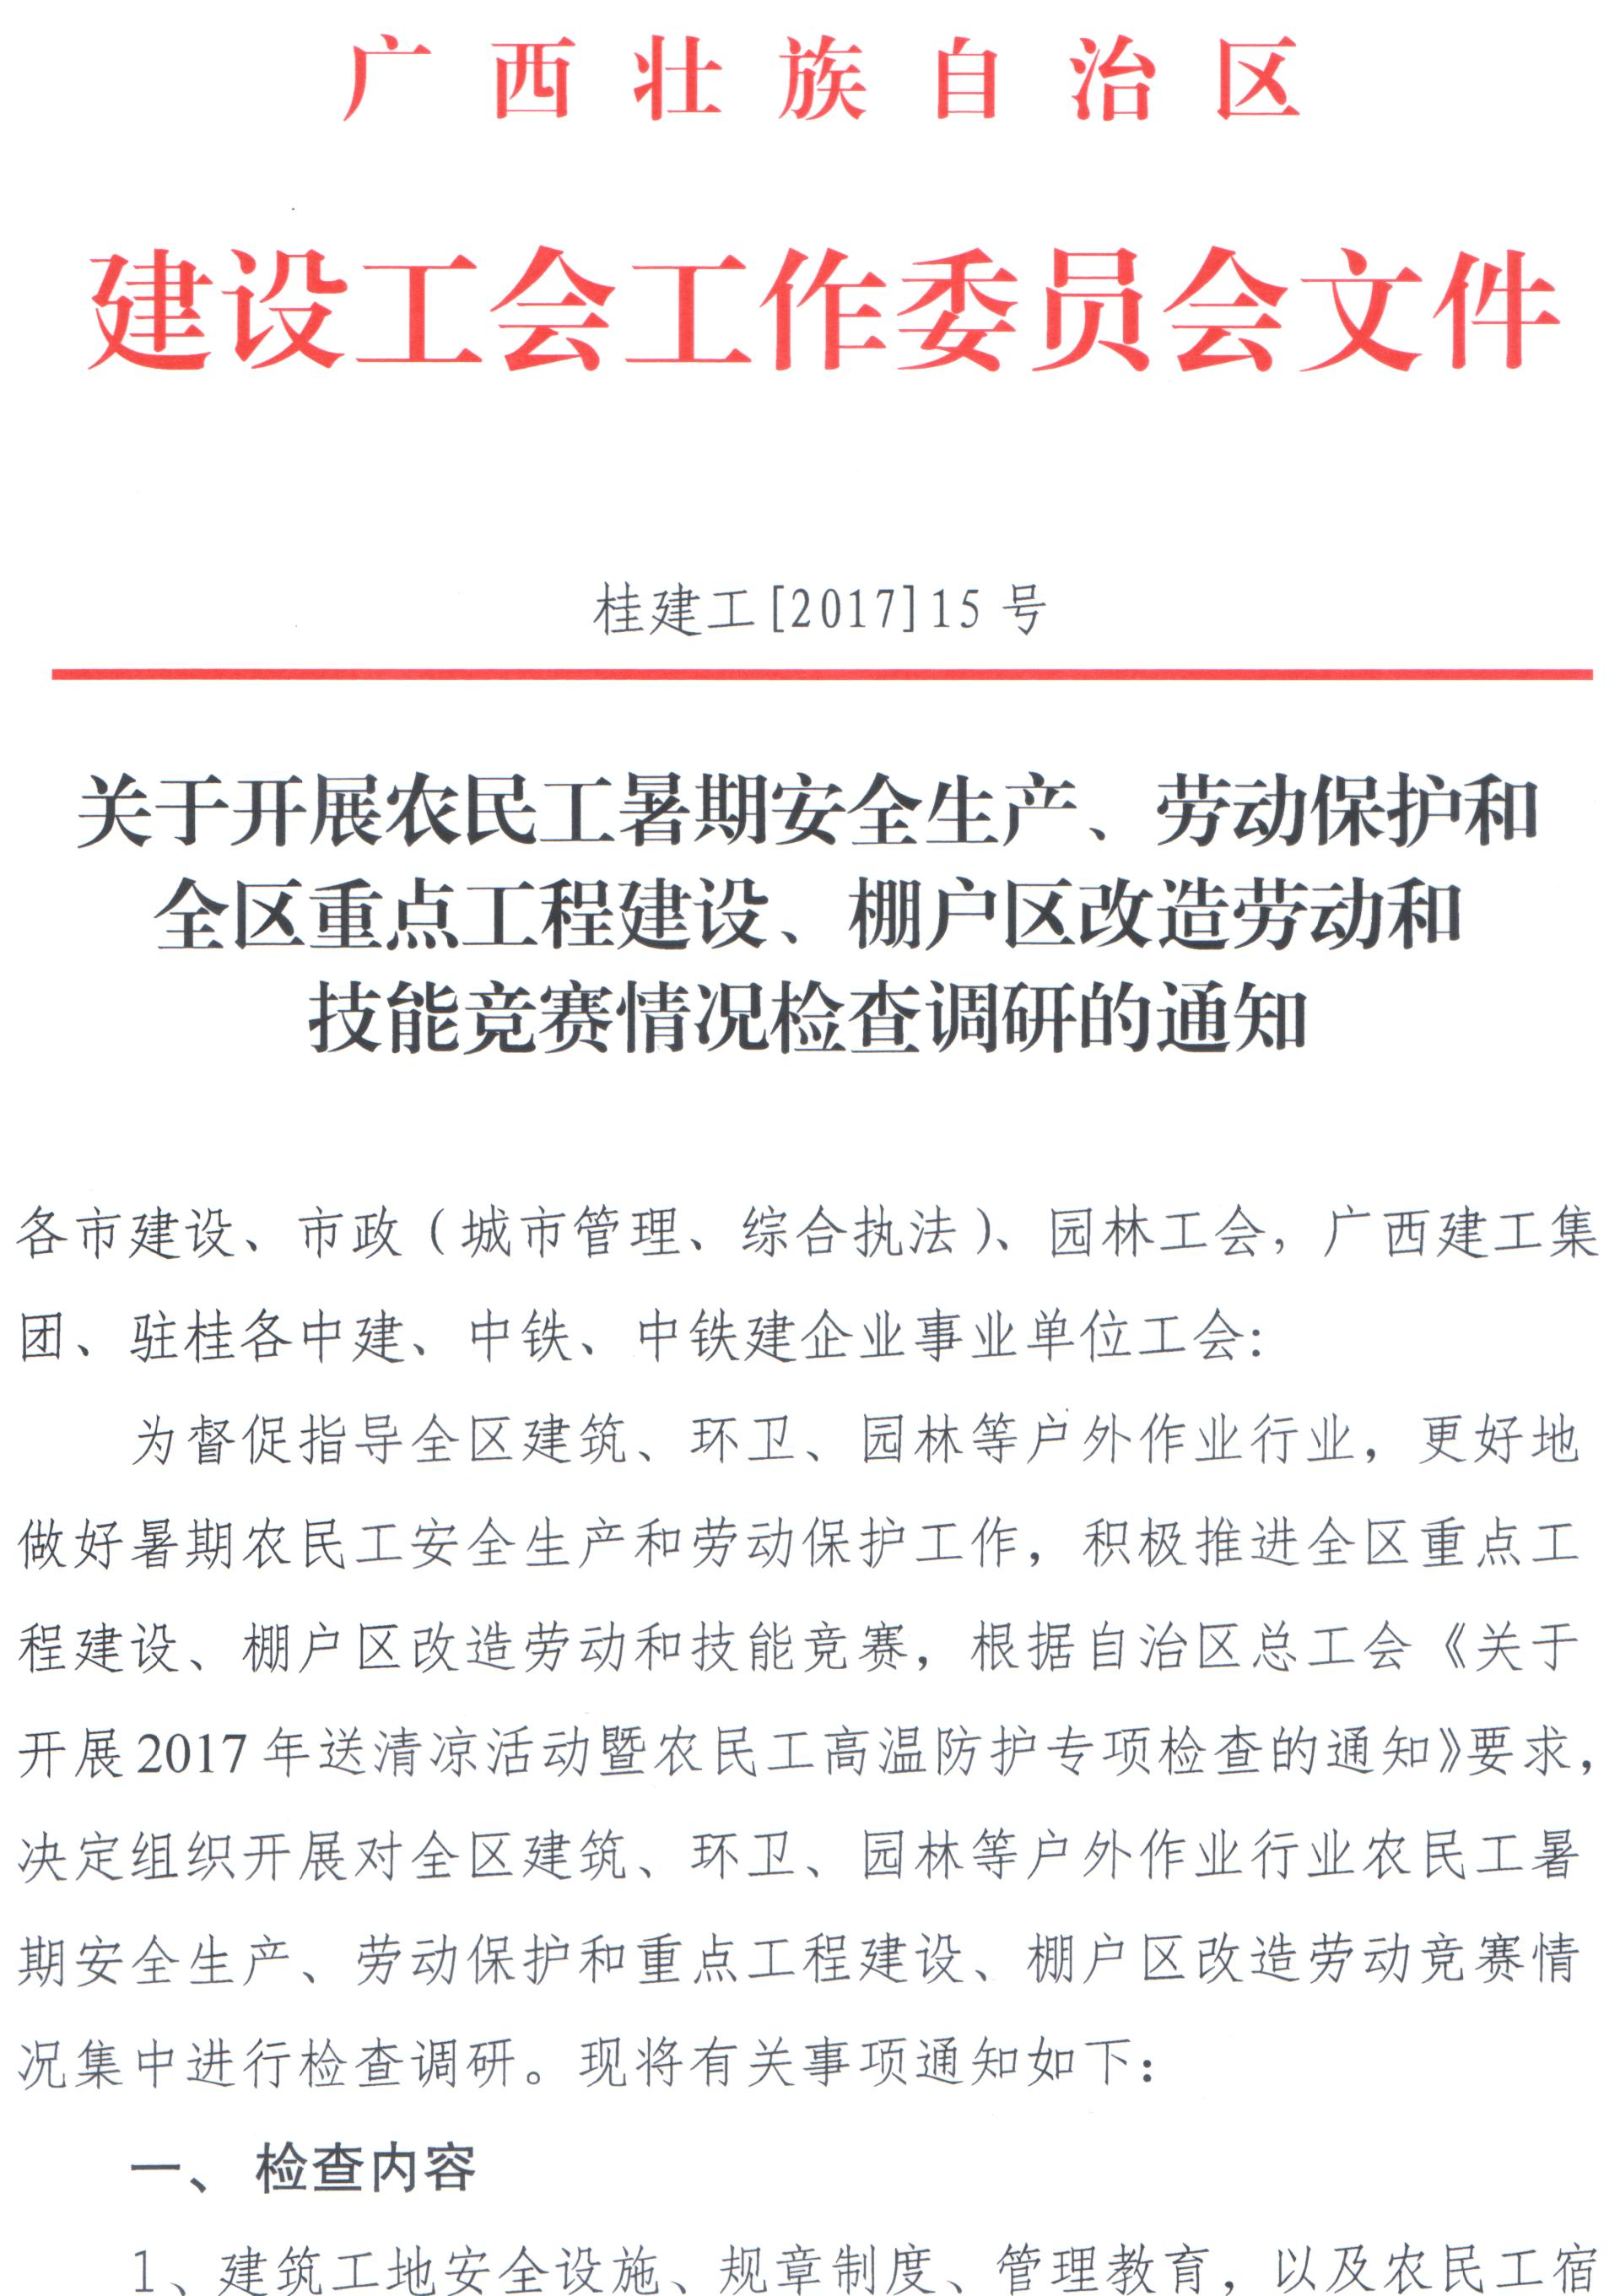 广西壮族自治区
建设工会工作委员会文件
桂建工[2017]15 号
关于开展农民工暑期安全生产、劳动保护和
全区重点工程建设、棚户区改造劳动和
技能竞赛情况检查调研的通知
各市建设、市政（城市管理、综合执法）、园林工会，广西建工集
团、驻桂各中建、中铁、中铁建企业事业单位工会:
为督促指导全区建筑、环卫、园林等户外作业行业，更好地
做好暑期农民工安全生产和劳动保护工作，积极推进全区重点工
程建设、棚户区改造劳动和技能竞赛，根据自治区总工会《关于
开展2017年送清凉活动暨农民工高温防护专项检查的通知》要求，
决定组织开展对全区建筑、环卫、园林等户外作业行业农民工暑
期安全生产、劳动保护和重点工程建设、棚户区改造劳动竞赛情
况集中进行检查调研。现将有关事项通知如下：
一、 检查内容
1、建筑工地安全设施、规章制度、管理教育，以及农民工宿